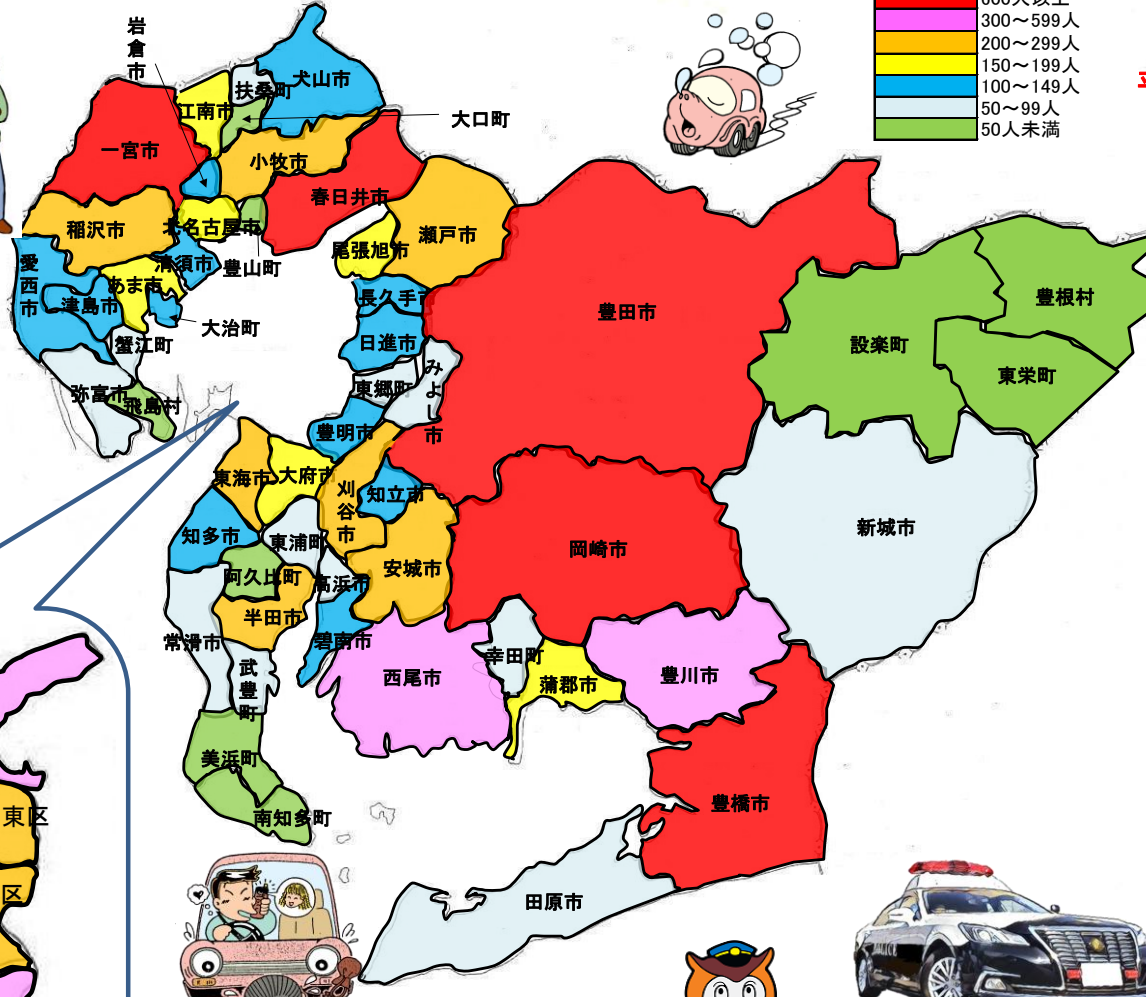 600人以上
300～599人
200～299人
150～199人
100～149人
50～99人
50人未満
岩倉市
犬山市
扶桑町
江南市
大口町
一宮市
小牧市
春日井市
稲沢市
北名古屋市
瀬戸市
尾張旭市
清須市
豊山町
愛西市
あま市
津島市
長久手市
大治町
蟹江町
日進市
豊田市
豊根村
設楽町
東栄町
みよし市
東郷町
弥富市
飛島村
豊明市
東海市
大府市
刈谷市
知立市
知多市
東浦町
岡崎市
新城市
安城市
阿久比町
高浜市
半田市
常滑市
碧南市
武豊町
西尾市
幸田町
蒲郡市
豊川市
美浜町
南知多町
豊橋市
東区
区
田原市